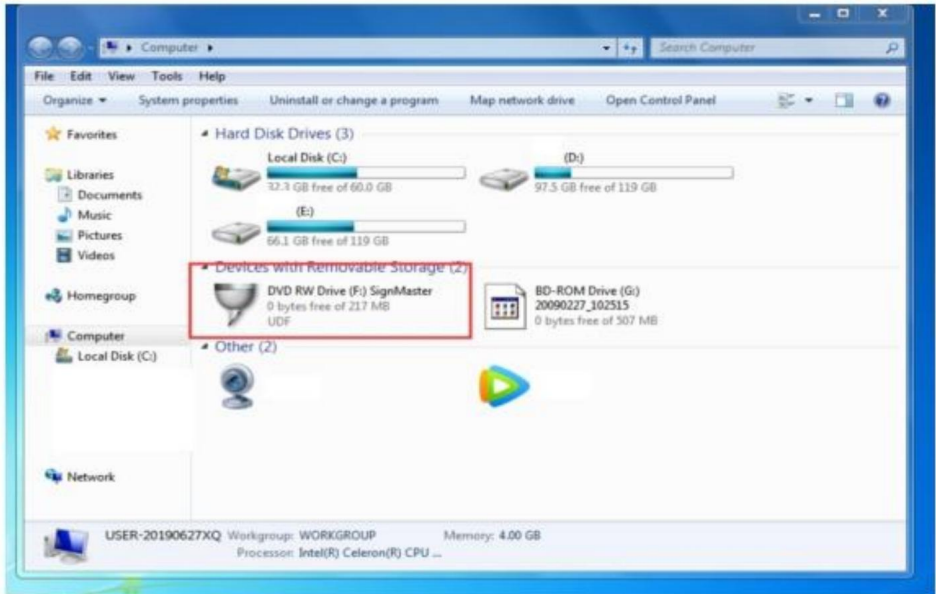 Computer
Search Computer
File Edit View Tools Help
Organize System properties Uninstall or change a program Map network drive Open Control Panel
Favorites
Libraries
Documents
Music
Pictures
Videos
Homegroup
Computer
Local Disk (C:)
Network
Hard Disk Drives (3)
Local Disk (C:)
32.3 GB free of 60.0 GB
(D:)
97.5 GB free of 119 GB
(E:)
66.1 GB free of 119 GB
Devices with Removable Storage (2)
DVD RW Drive (F:) SignMaster
0 bytes free of 217 MB
UDF
BD-ROM Drive (G:)
20090227_102515
0 bytes free of 507 MB
Other (2)
USER-20190627XQ Workgroup: WORKGROUP Memory: 4.00 GB
Processor: Intel(R) Celeron(R) CPU ...